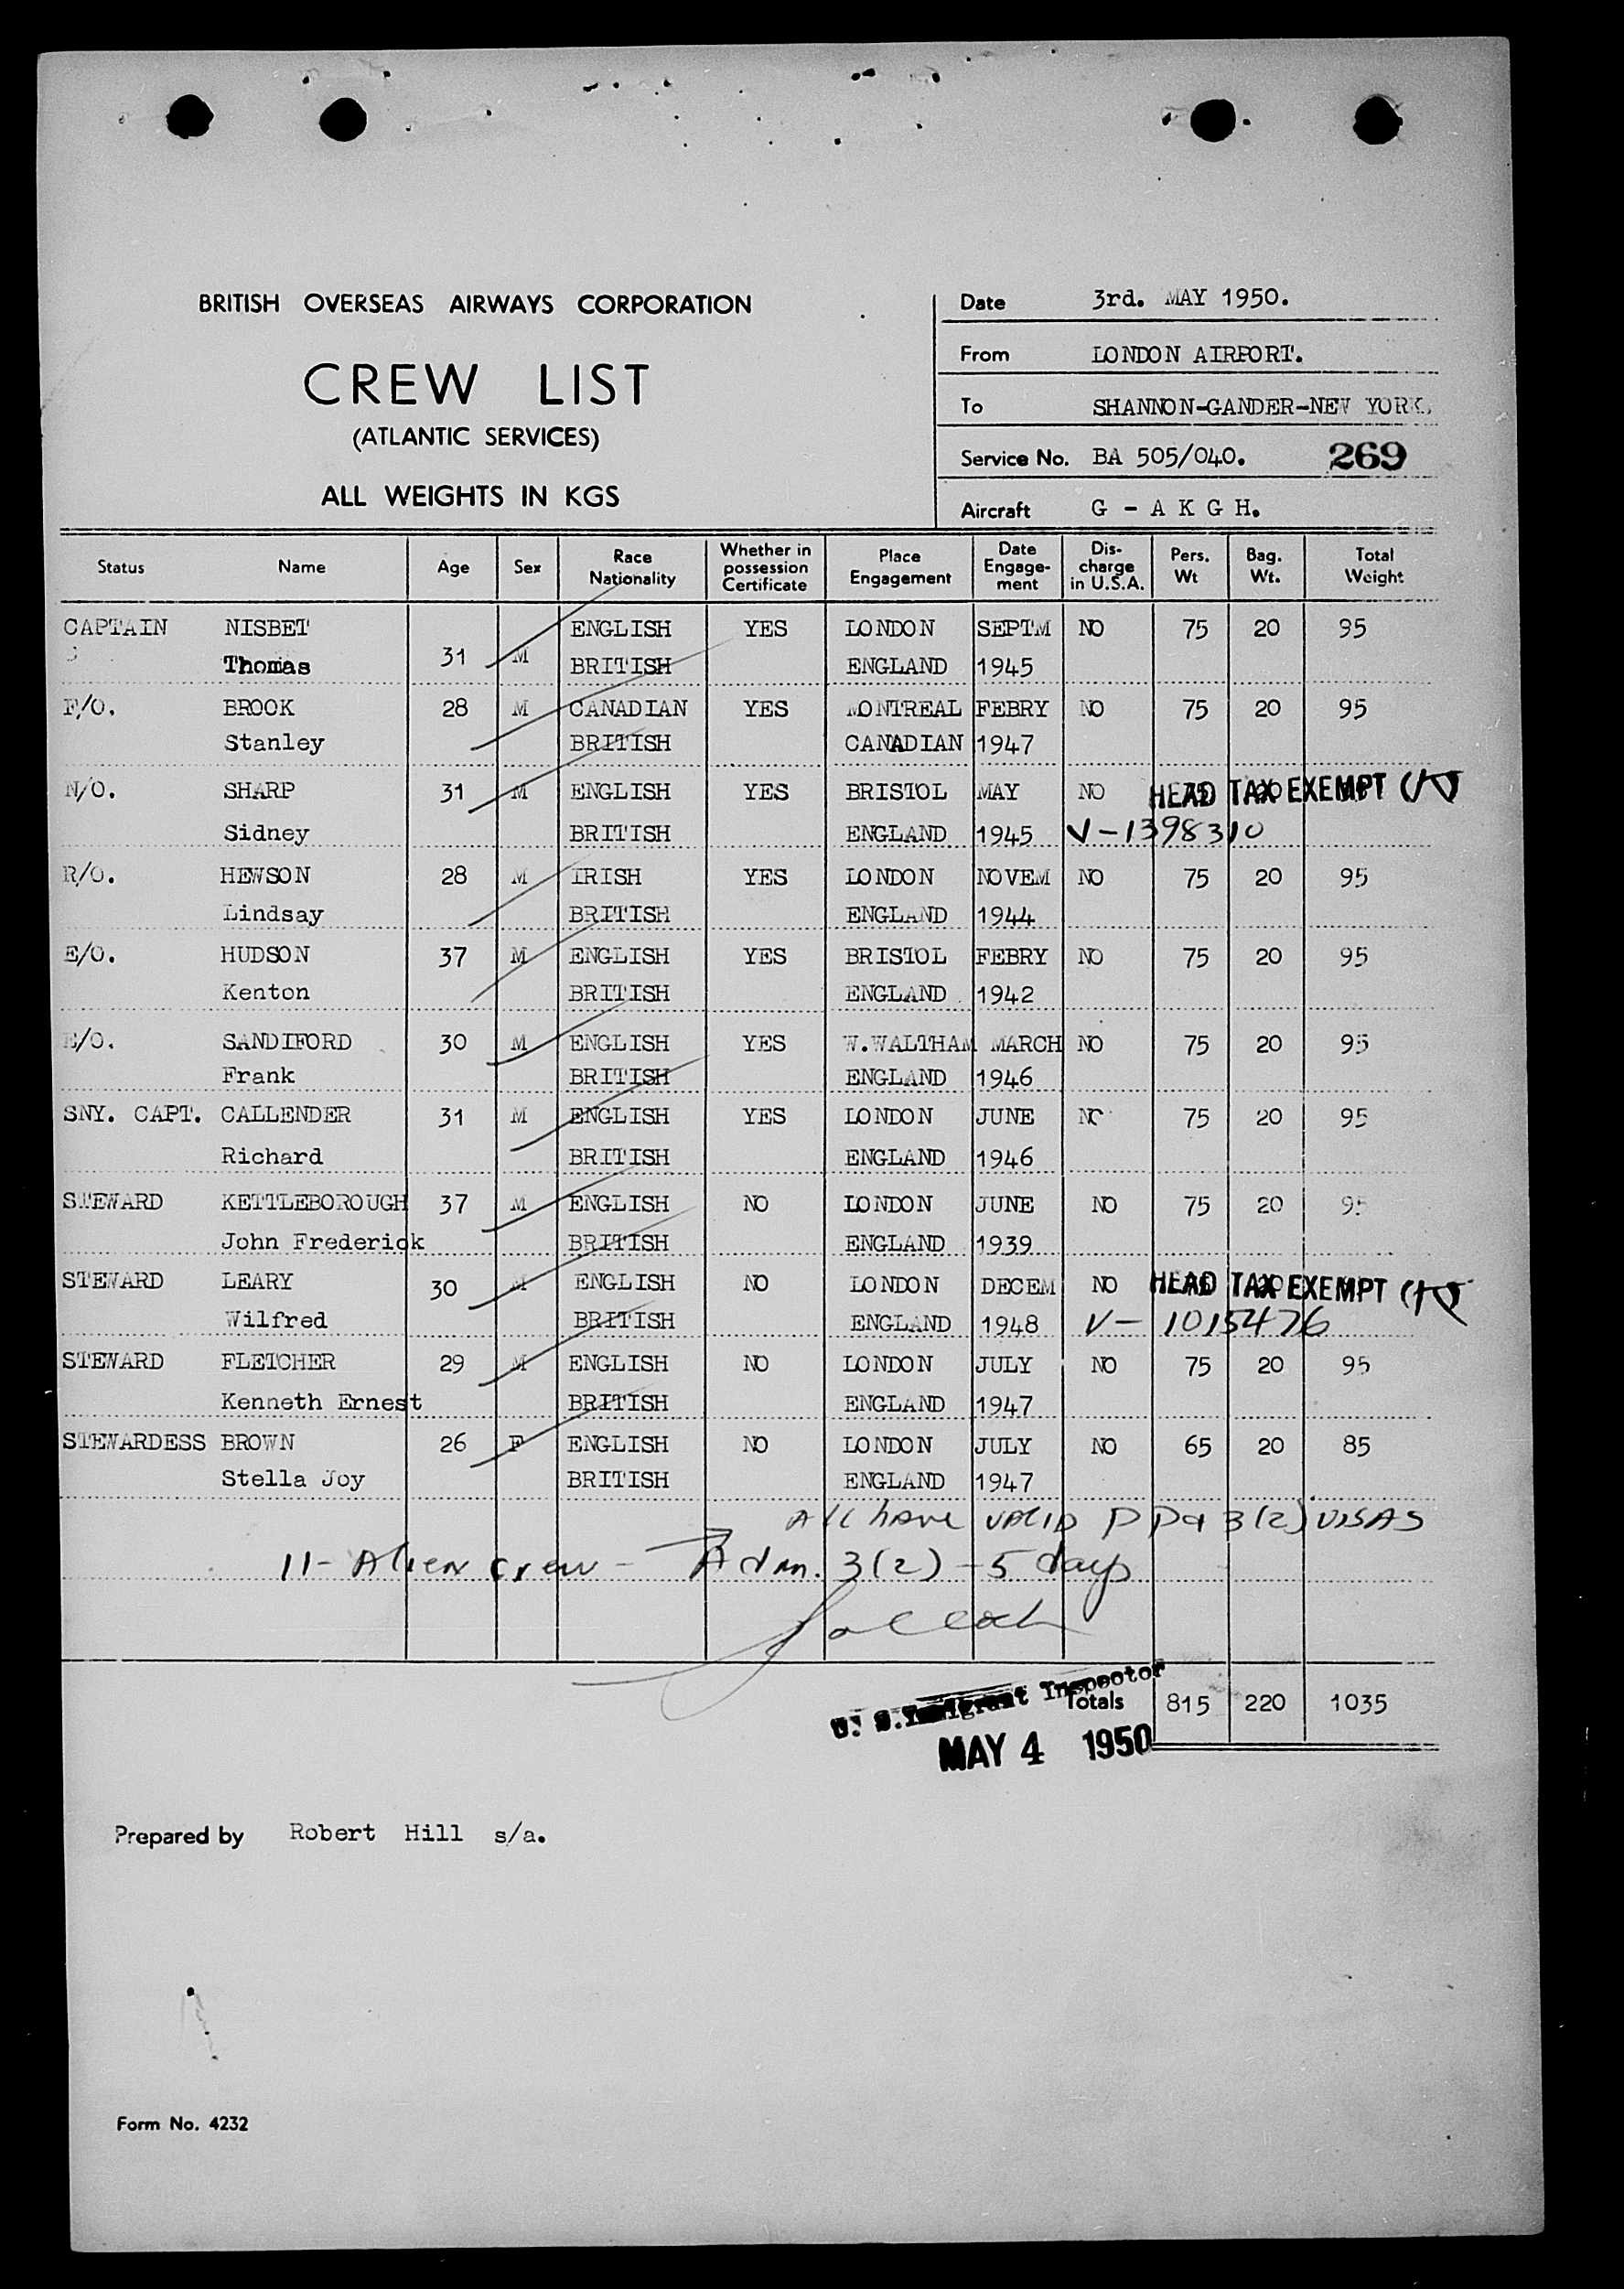 BRITISH OVERSEAS AIRWAYS CORPORATION
CREW LIST
(ATLANTIC SERVICES)
ALL WEIGHTS IN KGS
Date 3rd. MAY 1950.
From LONDON AIRPORT.
To SHANNON-GANDER-NEW YORK.
Service No. BA 505/040. 269
Aircraft G - A K G H.
Status Name Age Sex Race Nationality Whether in possession Certificate Place Engagement Date Engage-ment Dis-charge in U.S.A. Pers. Wt Bag. Wt. Total Weight
CAPTAIN NISBET ENGLISH YES LONDON SEPTM NO 75 20 95
Thomas 31 M BRITISH ENGLAND 1945
F/O. BROOK 28 M CANADIAN YES MONTREAL FEBRY NO 75 20 95
Stanley BRITISH CANADIAN 1947
N/O. SHARP 31 M ENGLISH YES BRISTOL MAY NO HEAD TAX EXEMPT
Sidney BRITISH ENGLAND 1945 V-1398310
R/O. HEWSON 28 M IRISH YES LONDON NOVEM NO 75 20 95
Lindsay BRITISH ENGLAND 1944
E/O. HUDSON 37 M ENGLISH YES BRISTOL FEBRY NO 75 20 95
Kenton BRITISH ENGLAND 1942
E/O. SANDIFORD 30 M ENGLISH YES W.WALTHAM MARCH NO 75 20 95
Frank BRITISH ENGLAND 1946
SNY. CAPT. CALLENDER 31 M ENGLISH YES LONDON JUNE NO 75 20 95
Richard BRITISH ENGLAND 1946
STEWARD KETTLEBOROUGH 37 M ENGLISH NO LONDON JUNE NO 75 20 95
John Frederick BRITISH ENGLAND 1939
STEWARD LEARY 30 M ENGLISH NO LONDON DECEM NO HEAD TAX EXEMPT
Wilfred BRITISH ENGLAND 1948 V- 1015476
STEWARD FLETCHER 29 M ENGLISH NO LONDON JULY NO 75 20 95
Kenneth Ernest BRITISH ENGLAND 1947
STEWARDESS BROWN 26 F ENGLISH NO LONDON JULY NO 65 20 85
Stella Joy BRITISH ENGLAND 1947
All have valid PPa 3(2) VISAS
11- Alien crew - Adm. 3(2) - 5 days
U. S. Immigrant Inspector
Totals 815 220 1035
MAY 4 1950
Prepared by Robert Hill s/a.
Form No. 4232